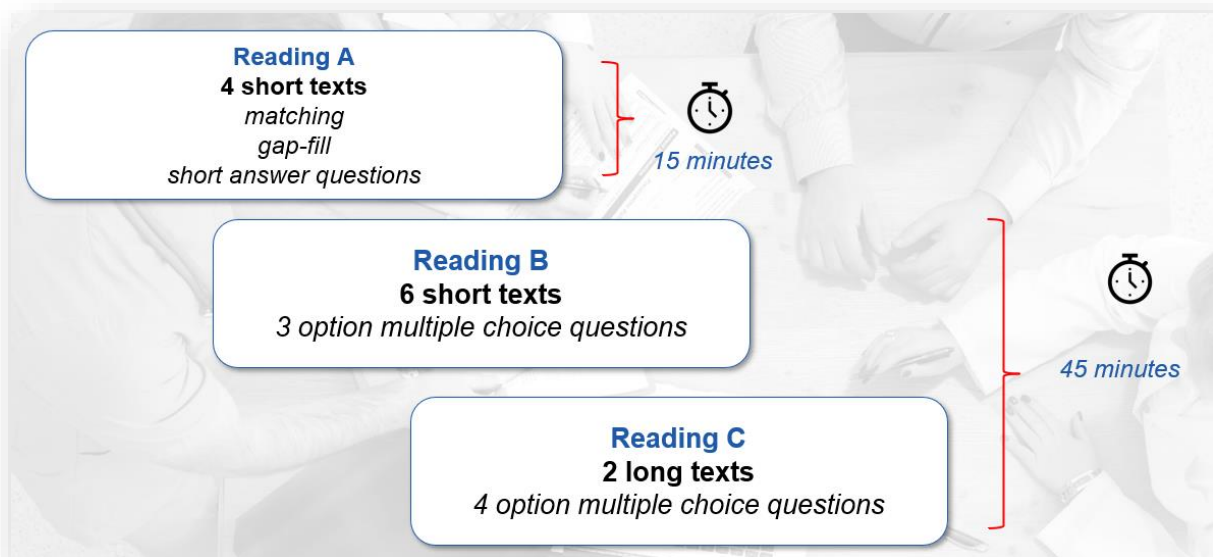 Reading A
4 short texts
matching
gap-fill
short answer questions
15 minutes
Reading B
6 short texts
3 option multiple choice questions
45 minutes
Reading C
2 long texts
4 option multiple choice questions